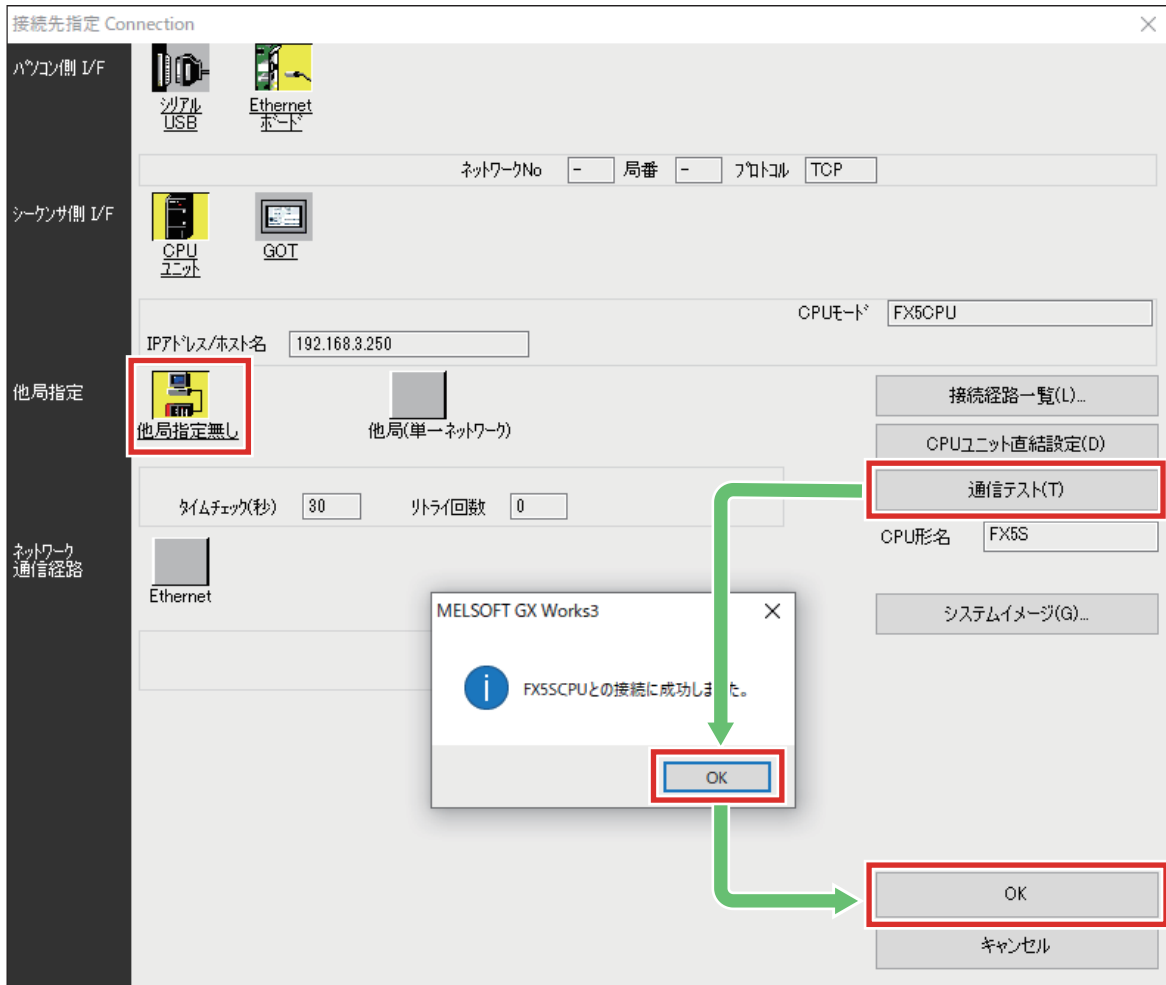 接続先指定 Connection
パソコン側 I/F
シリアル
USB
Ethernet
ボード
ネットワークNo - 局番 - プロトコル TCP
シーケンサ側 I/F
CPU
ユニット
GOT
CPUモード FX5CPU
IPアドレス/ホスト名 192.168.3.250
他局指定
他局指定無し
他局(単一ネットワーク)
接続経路一覧(L)...
CPUユニット直結設定(D)
通信テスト(T)
タイムチェック(秒) 30 リトライ回数 0
CPU形名 FX5S
ネットワーク
通信経路
Ethernet
システムイメージ(G)...
MELSOFT GX Works3
FX5SCPUとの接続に成功しました。
OK
OK
キャンセル